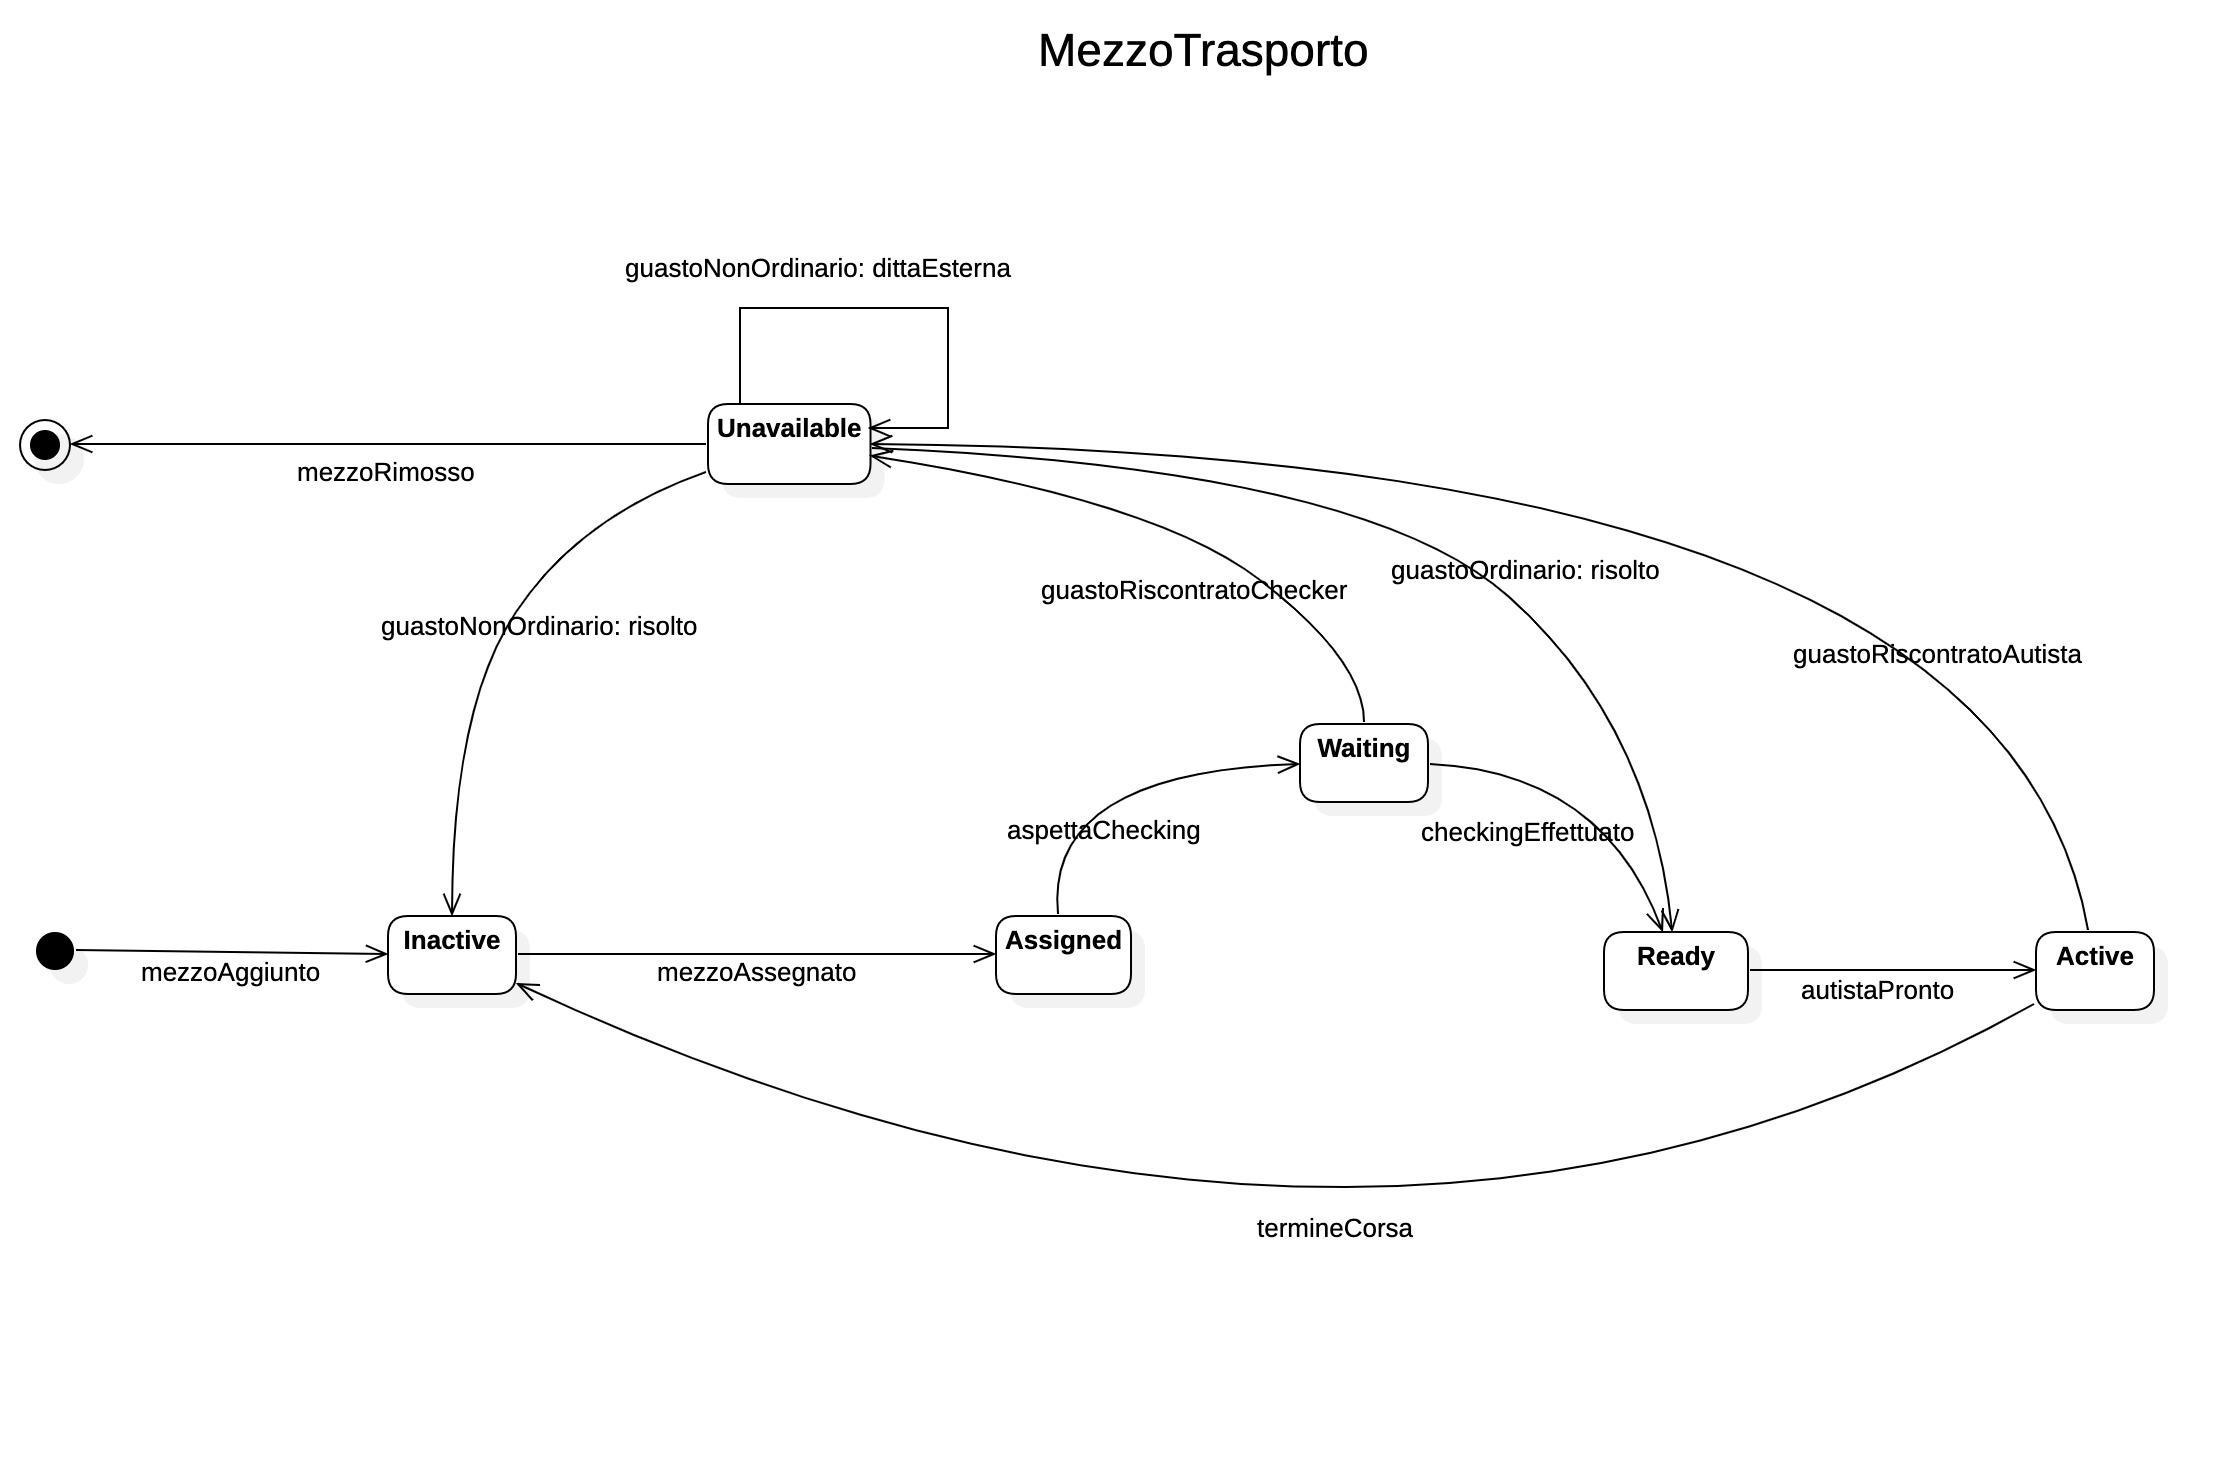 MezzoTrasporto
guastoNonOrdinario: dittaEsterna
Unavailable
mezzoRimosso
guastoOrdinario: risolto
guastoRiscontratoChecker
guastoNonOrdinario: risolto
guastoRiscontratoAutista
Waiting
aspettaChecking
checkingEffettuato
Inactive
Assigned
Ready
Active
mezzoAggiunto
mezzoAssegnato
autistaPronto
termineCorsa